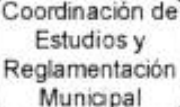 Coordinación de
Estudios y
Reglamentación
Municipal